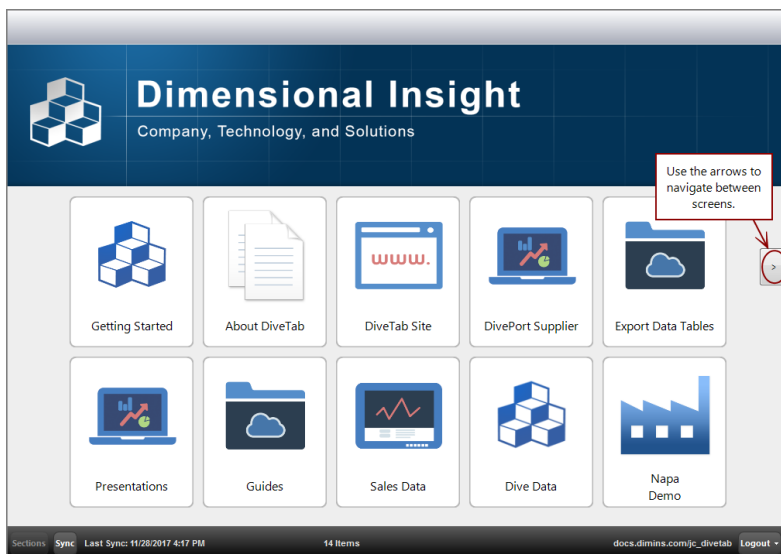 Dimensional Insight
Company, Technology, and Solutions
Use the arrows to
navigate between
screens.
>
www.
Getting Started
About DiveTab
DiveTab Site
DivePort Supplier
Export Data Tables
Presentations
Guides
Sales Data
Dive Data
Napa
Demo
Sections Sync Last Sync: 11/28/2017 4:17 PM 14 Items docs.dimins.com/jc_divetab Logout